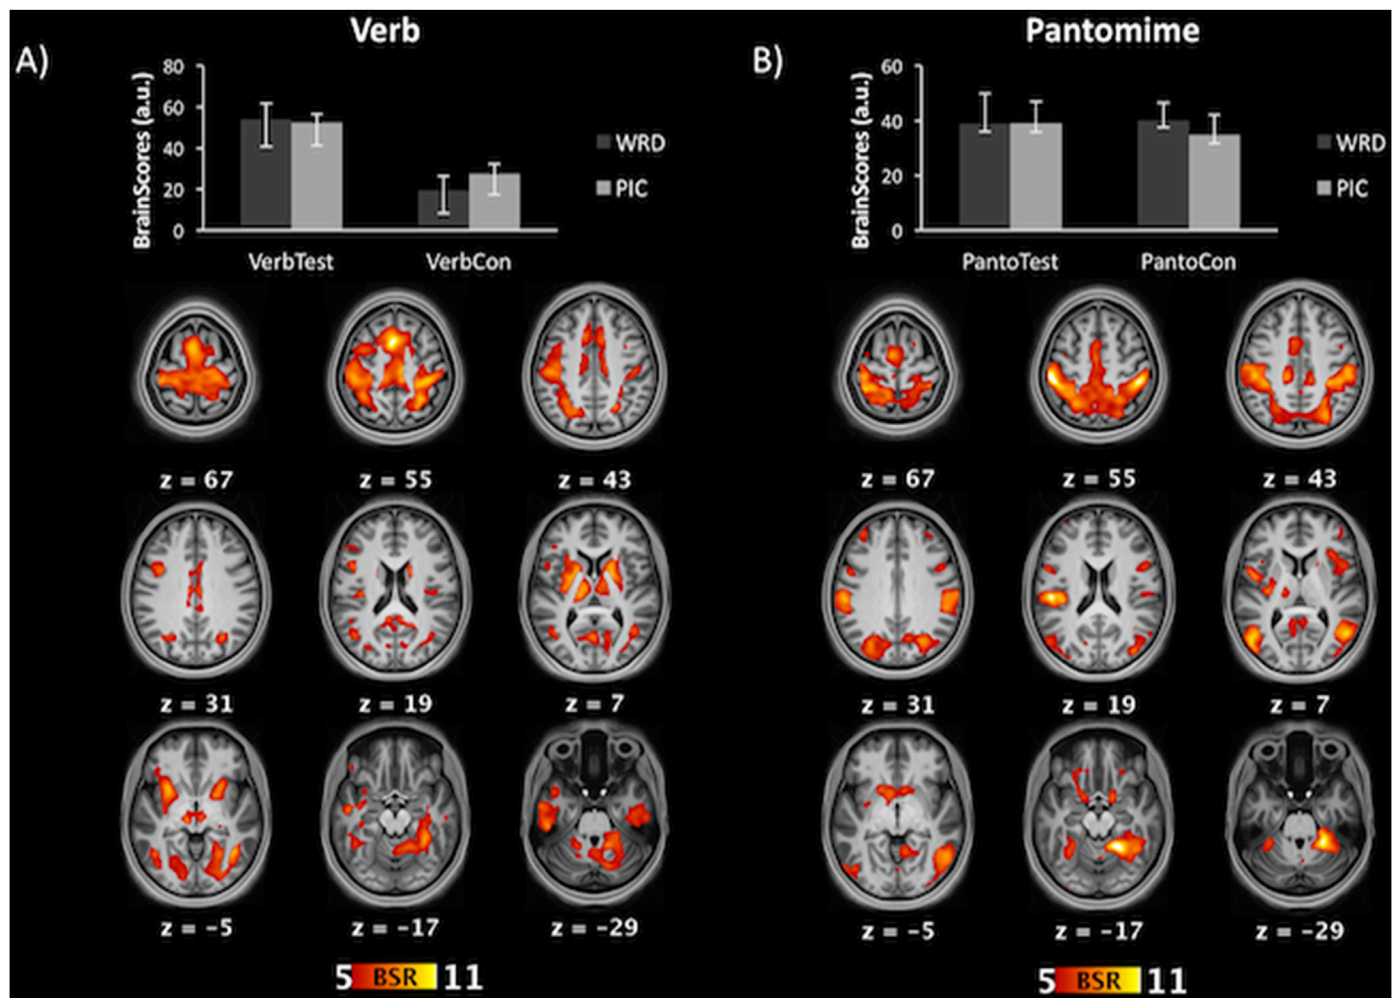 Verb
A)
80
60
40
20
0
BrainScores (a.u.)
WRD
PIC
VerbTest VerbCon
z = 67 z = 55 z = 43
z = 31 z = 19 z = 7
z = -5 z = -17 z = -29
5 BSR 11
Pantomime
B)
60
40
20
0
BrainScores (a.u.)
WRD
PIC
PantoTest PantoCon
z = 67 z = 55 z = 43
z = 31 z = 19 z = 7
z = -5 z = -17 z = -29
5 BSR 11